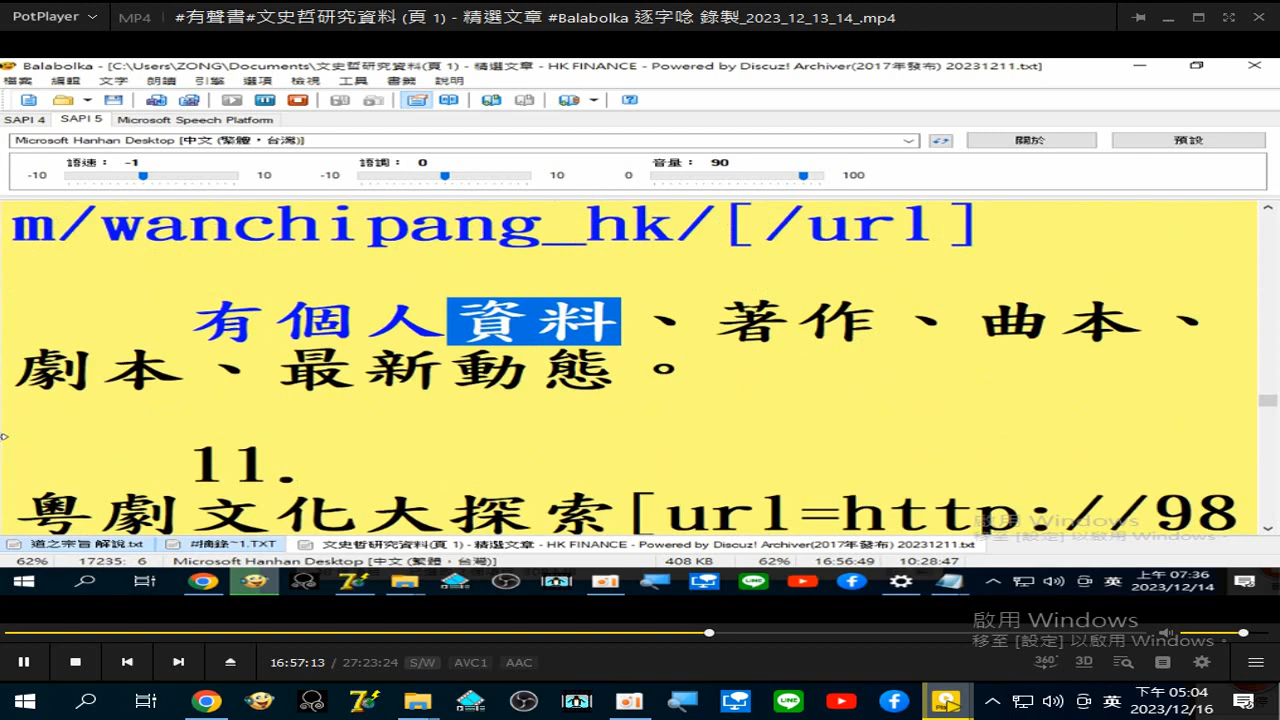 PotPlayer MP4 #有聲書#文史哲研究資料 (頁 1) - 精選文章 #Balabolka 逐字唸 錄製_2023_12_13_14_.mp4
Balabolka - [C:\Users\ZONG\Documents\文史哲研究資料(頁 1) - 精選文章 - HK FINANCE - Powered by Discuz! Archiver(2017年發布) 20231211.txt]
檔案 編輯 文字 朗讀 引擎 選項 檢視 工具 書籤 說明
SAPI 4 SAPI 5 Microsoft Speech Platform
Microsoft Hanhan Desktop [中文 (繁體，台灣)] 關於 預設
語速： -1 語調： 0 音量： 90
-10 10 -10 10 0 100
m/wanchipang_hk/[/url]
有個人資料、著作、曲本、
劇本、最新動態。
11.
粵劇文化大探索[url=http://98
啟用 Windows
移至 [設定] 以啟用 Windows。
道之宗旨 解說.txt #摘錄~1.TXT 文史哲研究資料(頁 1) - 精選文章 - HK FINANCE - Powered by Discuz! Archiver(2017年發布) 20231211.txt
62% 17235: 6 Microsoft Hanhan Desktop [中文 (繁體，台灣)] 408 KB 62% 16:56:49 10:28:47
英 上午 07:36
2023/12/14
啟用 Windows
移至 [設定] 以啟用 Windows。
16:57:13 / 27:23:24 S/W AVC1 AAC 360° 3D
英 下午 05:04
2023/12/16